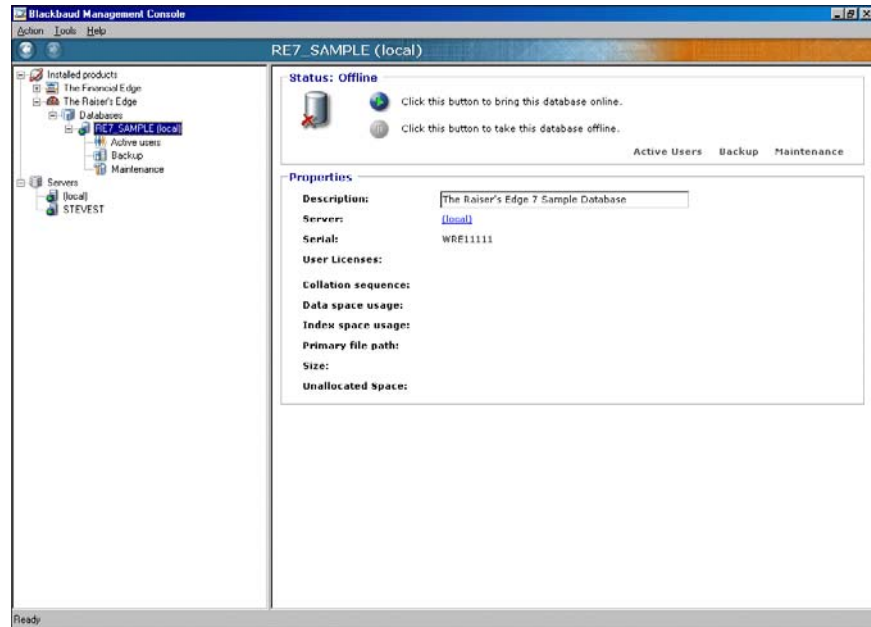 Blackbaud Management Console
Action Tools Help
RE7_SAMPLE (local)
Installed products
The Financial Edge
The Raiser's Edge
Databases
RE7_SAMPLE (local)
Active users
Backup
Maintenance
Servers
(local)
STEVEST
Status: Offline
Click this button to bring this database online.
Click this button to take this database offline.
Active Users Backup Maintenance
Properties
Description: The Raiser's Edge 7 Sample Database
Server: (local)
Serial: WRE11111
User Licenses:
Collation sequence:
Data space usage:
Index space usage:
Primary file path:
Size:
Unallocated Space:
Ready